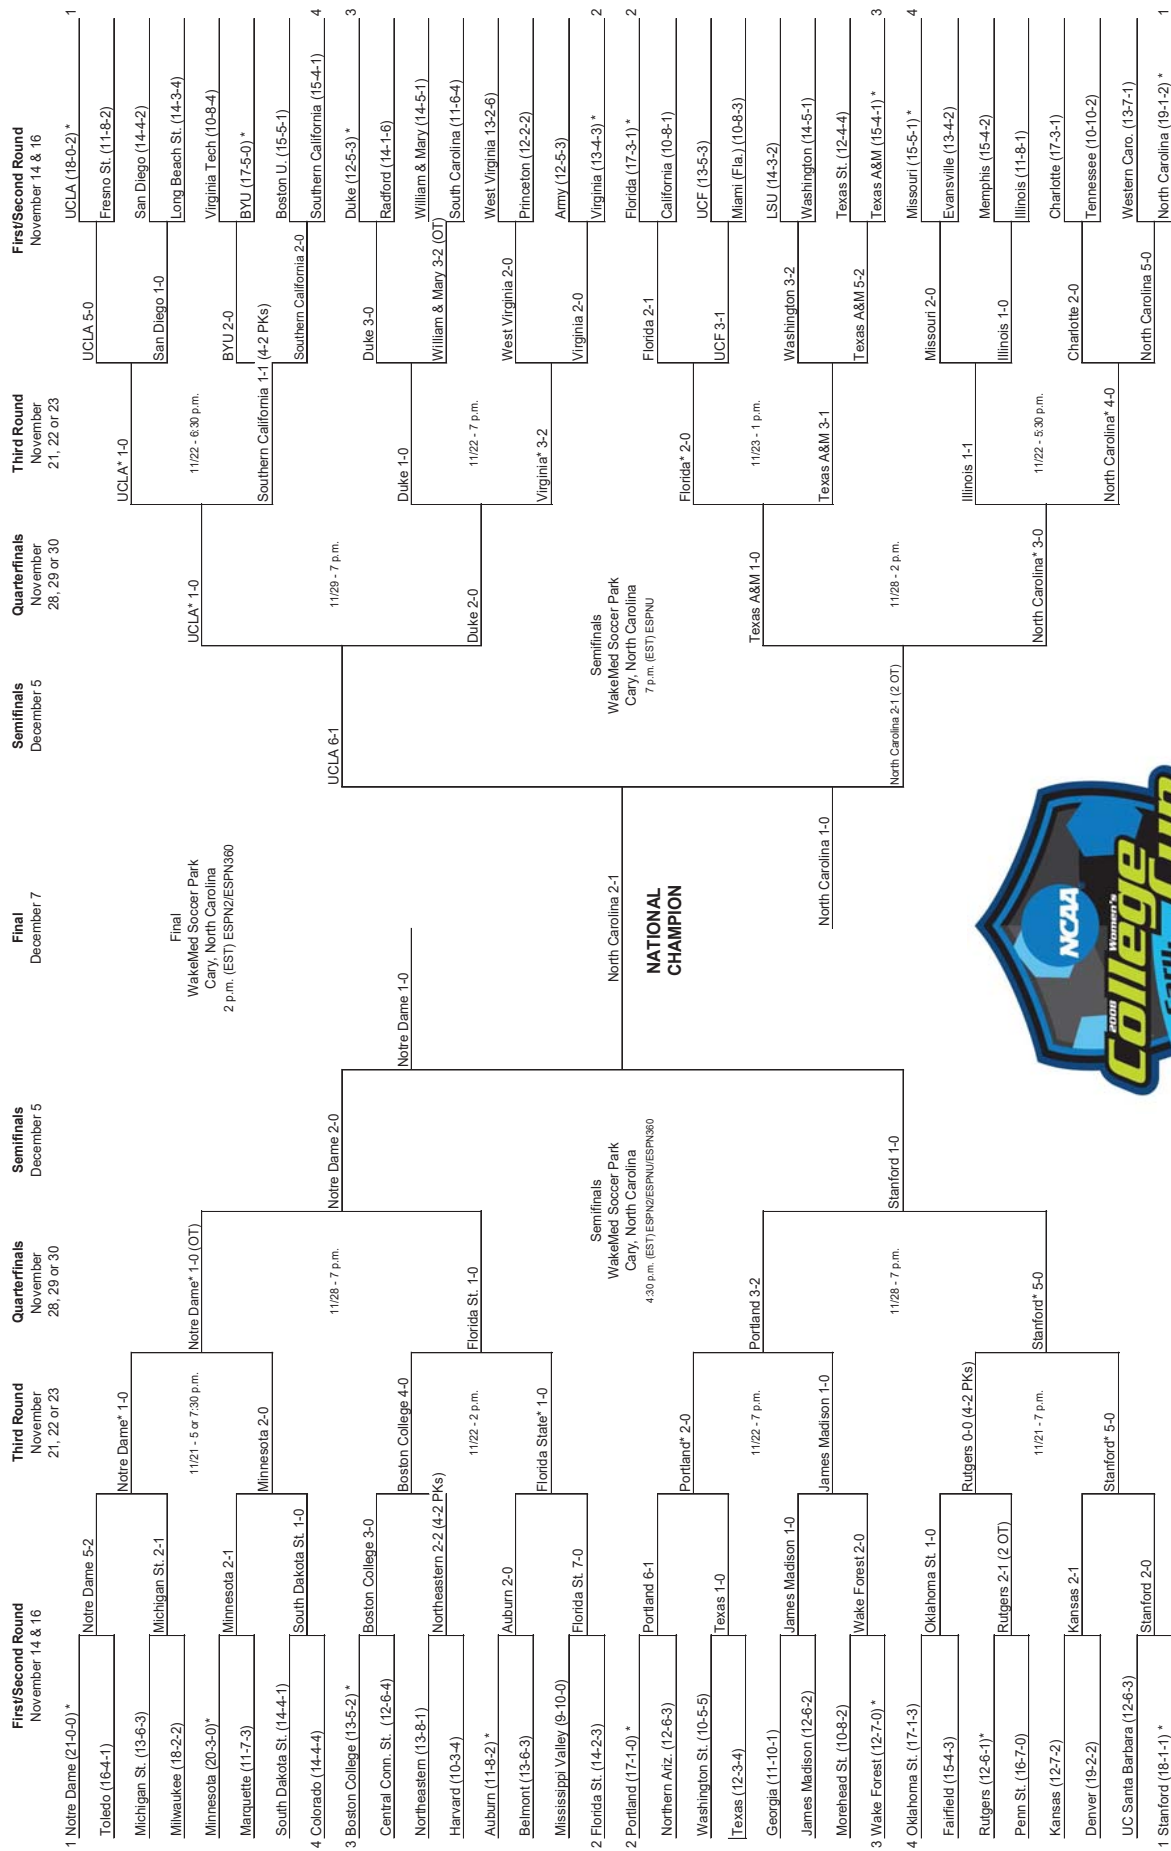 First/Second Round
November 14 & 16
Third Round
November
21, 22 or 23
Quarterfinals
November
28, 29 or 30
Semifinals
December 5
Final
December 7
Semifinals
December 5
Quarterfinals
November
28, 29 or 30
Third Round
November
21, 22 or 23
First/Second Round
November 14 & 16
1 Notre Dame (21-0-0) *
Toledo (16-4-1)
Michigan St. (13-6-3)
Milwaukee (18-2-2)
Minnesota (20-3-0)*
Marquette (11-7-3)
South Dakota St. (14-4-1)
4 Colorado (14-4-4)
3 Boston College (13-5-2) *
Central Conn. St. (12-6-4)
Northeastern (13-8-1)
Harvard (10-3-4)
Auburn (11-8-2) *
Belmont (13-6-3)
Mississippi Valley (9-10-0)
2 Florida St. (14-2-3)
2 Portland (17-1-0) *
Northern Ariz. (12-6-3)
Washington St. (10-5-5)
Texas (12-3-4)
Georgia (11-10-1)
James Madison (12-6-2)
Morehead St. (10-8-2)
3 Wake Forest (12-7-0) *
4 Oklahoma St. (17-1-3)
Fairfield (15-4-3)
Rutgers (12-6-1)*
Penn St. (16-7-0)
Kansas (12-7-2)
Denver (19-2-2)
UC Santa Barbara (12-6-3)
1 Stanford (18-1-1) *
Notre Dame 5-2
Michigan St. 2-1
Minnesota 2-1
South Dakota St. 1-0
Boston College 3-0
Northeastern 2-2 (4-2 PKs)
Auburn 2-0
Florida St. 7-0
Portland 6-1
Texas 1-0
James Madison 1-0
Wake Forest 2-0
Oklahoma St. 1-0
Rutgers 2-1 (2 OT)
Kansas 2-1
Stanford 2-0
Notre Dame* 1-0
11/21 - 5 or 7:30 p.m.
Minnesota 2-0
Boston College 4-0
11/22 - 2 p.m.
Florida State* 1-0
Portland* 2-0
11/22 - 7 p.m.
James Madison 1-0
Rutgers 0-0 (4-2 PKs)
11/21 - 7 p.m.
Stanford* 5-0
Notre Dame* 1-0 (OT)
11/28 - 7 p.m.
Florida St. 1-0
Portland 3-2
11/28 - 7 p.m.
Stanford* 5-0
Notre Dame 2-0
Semifinals
WakeMed Soccer Park
Cary, North Carolina
4:30 p.m. (EST) ESPN2/ESPNU/ESPN360
Stanford 1-0
Final
WakeMed Soccer Park
Cary, North Carolina
2 p.m. (EST) ESPN2/ESPN360
Notre Dame 1-0
North Carolina 2-1
NATIONAL
CHAMPION
North Carolina 1-0
NCAA
2008 Women's
College
Cup
UCLA 6-1
Semifinals
WakeMed Soccer Park
Cary, North Carolina
7 p.m. (EST) ESPNU
North Carolina 2-1 (2 OT)
UCLA* 1-0
11/29 - 7 p.m.
Duke 2-0
Texas A&M 1-0
11/28 - 2 p.m.
North Carolina* 3-0
UCLA* 1-0
11/22 - 6:30 p.m.
Southern California 1-1 (4-2 PKs)
Duke 1-0
11/22 - 7 p.m.
Virginia* 3-2
Florida* 2-0
11/23 - 1 p.m.
Texas A&M 3-1
Illinois 1-1
11/22 - 5:30 p.m.
North Carolina* 4-0
UCLA 5-0
San Diego 1-0
BYU 2-0
Southern California 2-0
Duke 3-0
William & Mary 3-2 (OT)
West Virginia 2-0
Virginia 2-0
Florida 2-1
UCF 3-1
Washington 3-2
Texas A&M 5-2
Missouri 2-0
Illinois 1-0
Charlotte 2-0
North Carolina 5-0
UCLA (18-0-2) * 1
Fresno St. (11-8-2)
San Diego (14-4-2)
Long Beach St. (14-3-4)
Virginia Tech (10-8-4)
BYU (17-5-0) *
Boston U. (15-5-1)
Southern California (15-4-1) 4
Duke (12-5-3) * 3
Radford (14-1-6)
William & Mary (14-5-1)
South Carolina (11-6-4)
West Virginia 13-2-6)
Princeton (12-2-2)
Army (12-5-3)
Virginia (13-4-3) * 2
Florida (17-3-1) * 2
California (10-8-1)
UCF (13-5-3)
Miami (Fla.) (10-8-3)
LSU (14-3-2)
Washington (14-5-1)
Texas St. (12-4-4)
Texas A&M (15-4-1) * 3
Missouri (15-5-1) * 4
Evansville (13-4-2)
Memphis (15-4-2)
Illinois (11-8-1)
Charlotte (17-3-1)
Tennessee (10-10-2)
Western Caro. (13-7-1)
North Carolina (19-1-2) * 1